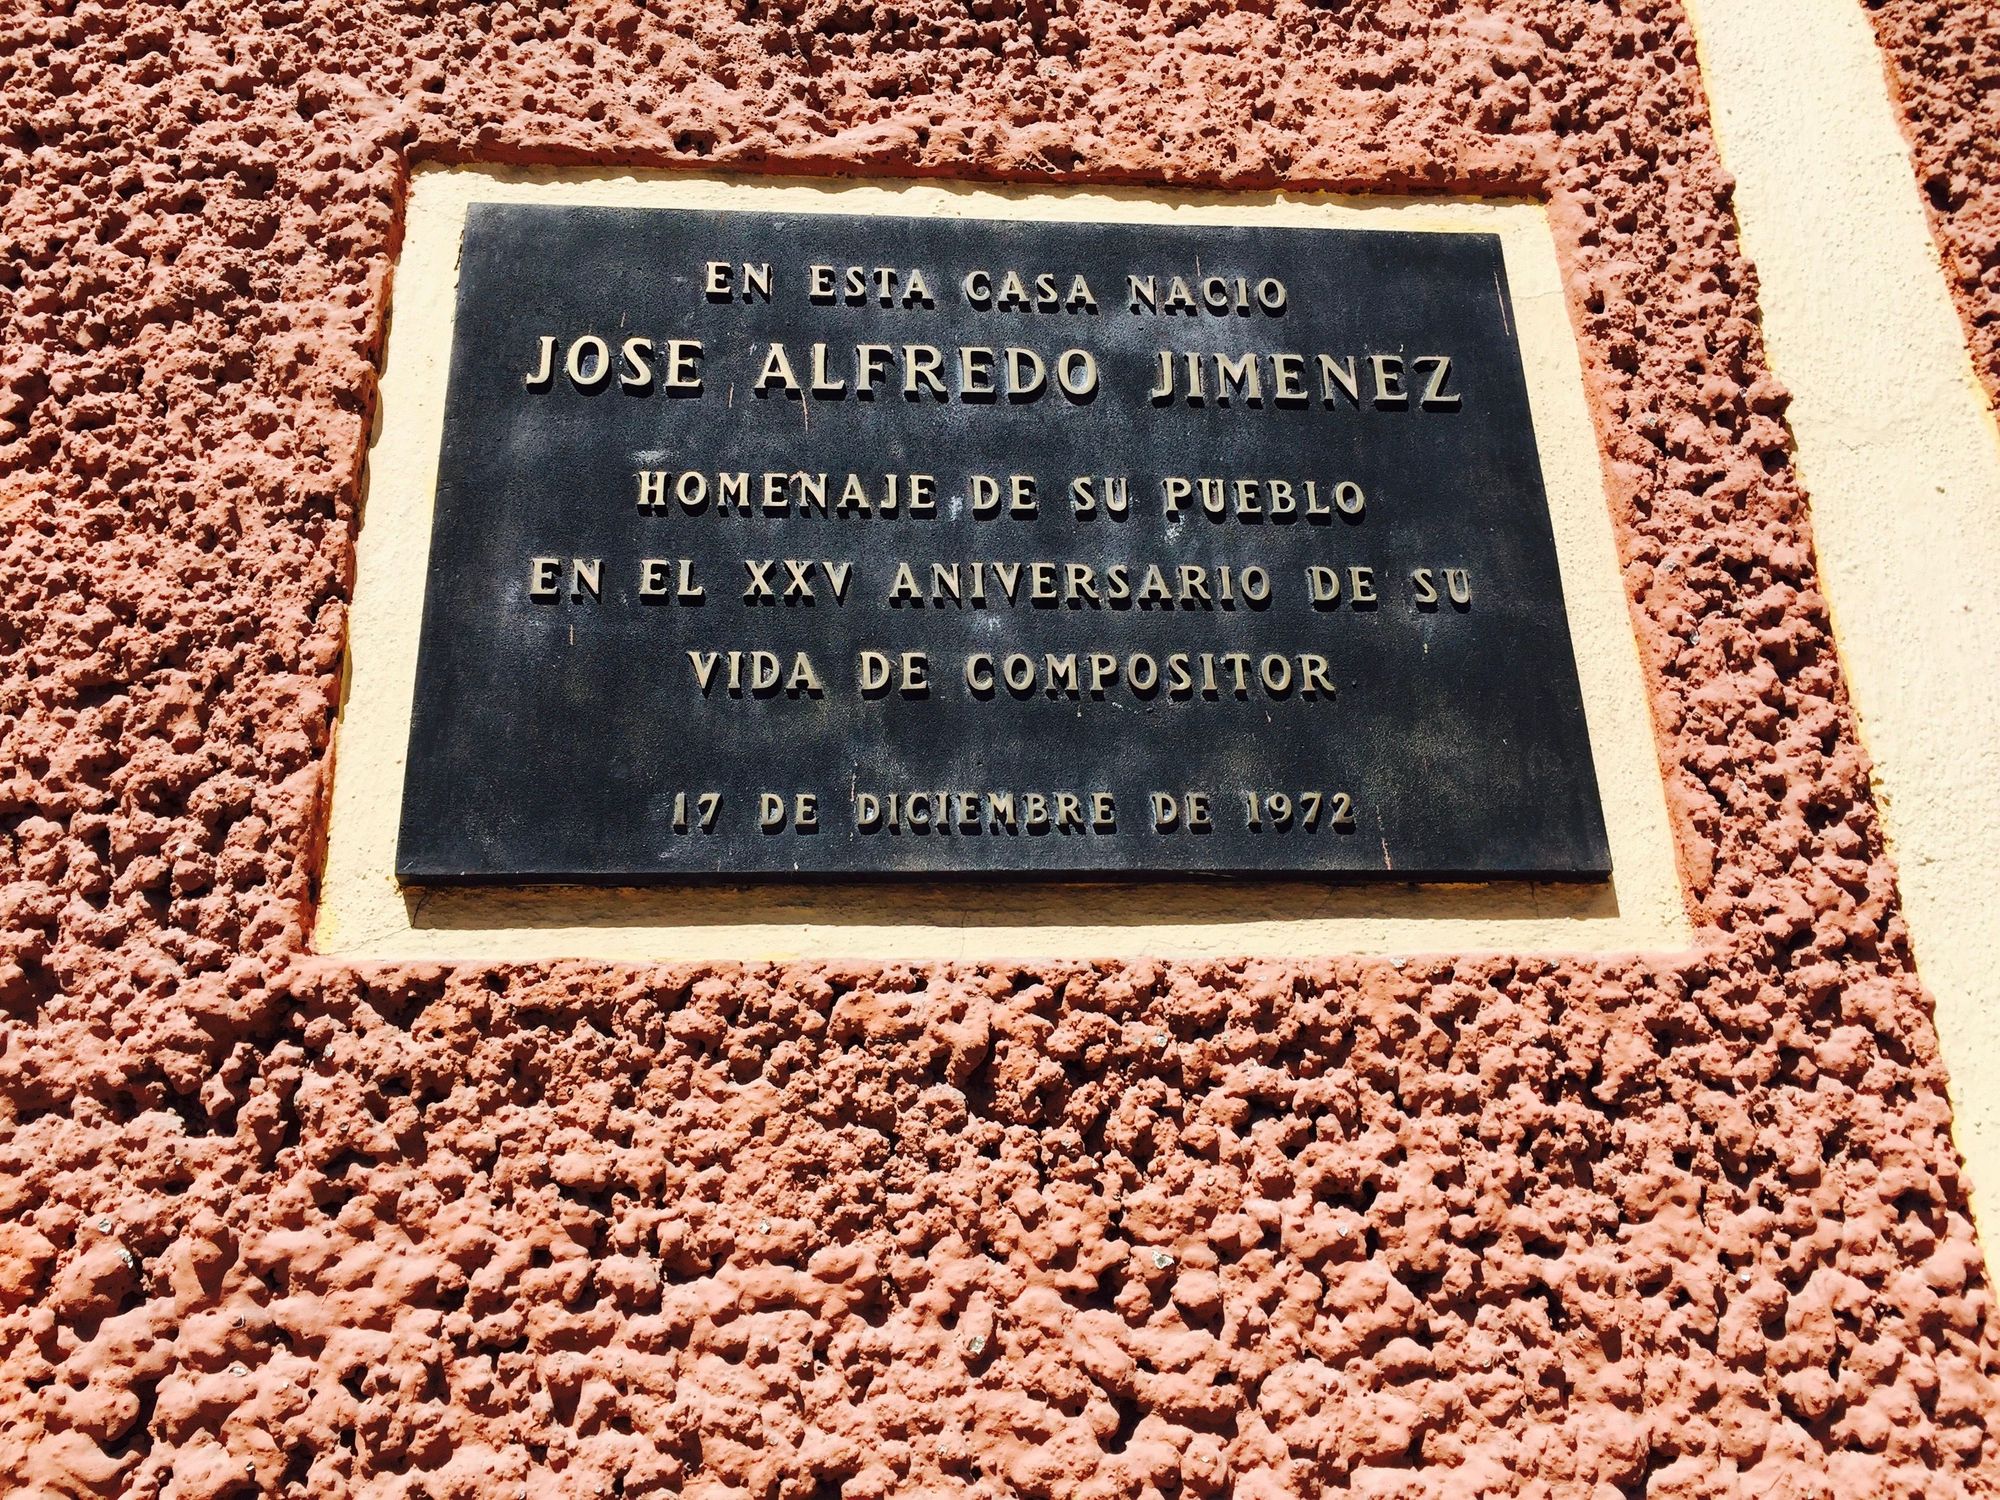 EN ESTA CASA NACIO
JOSE ALFREDO JIMENEZ
HOMENAJE DE SU PUEBLO
EN EL XXV ANIVERSARIO DE SU
VIDA DE COMPOSITOR
17 DE DICIEMBRE DE 1972